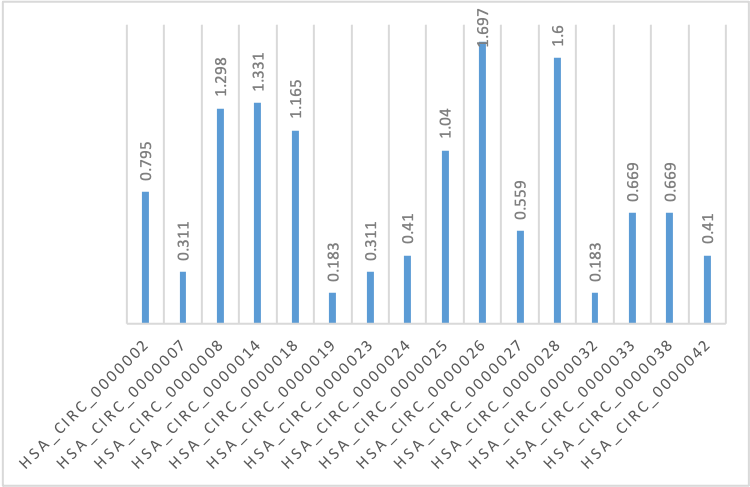 0.795
0.311
1.298
1.331
1.165
0.183
0.311
0.41
1.04
1.697
0.559
1.6
0.183
0.669
0.669
0.41
HSA_CIRC_0000002
HSA_CIRC_0000007
HSA_CIRC_0000008
HSA_CIRC_0000014
HSA_CIRC_0000018
HSA_CIRC_0000019
HSA_CIRC_0000023
HSA_CIRC_0000024
HSA_CIRC_0000025
HSA_CIRC_0000026
HSA_CIRC_0000027
HSA_CIRC_0000028
HSA_CIRC_0000032
HSA_CIRC_0000033
HSA_CIRC_0000038
HSA_CIRC_0000042